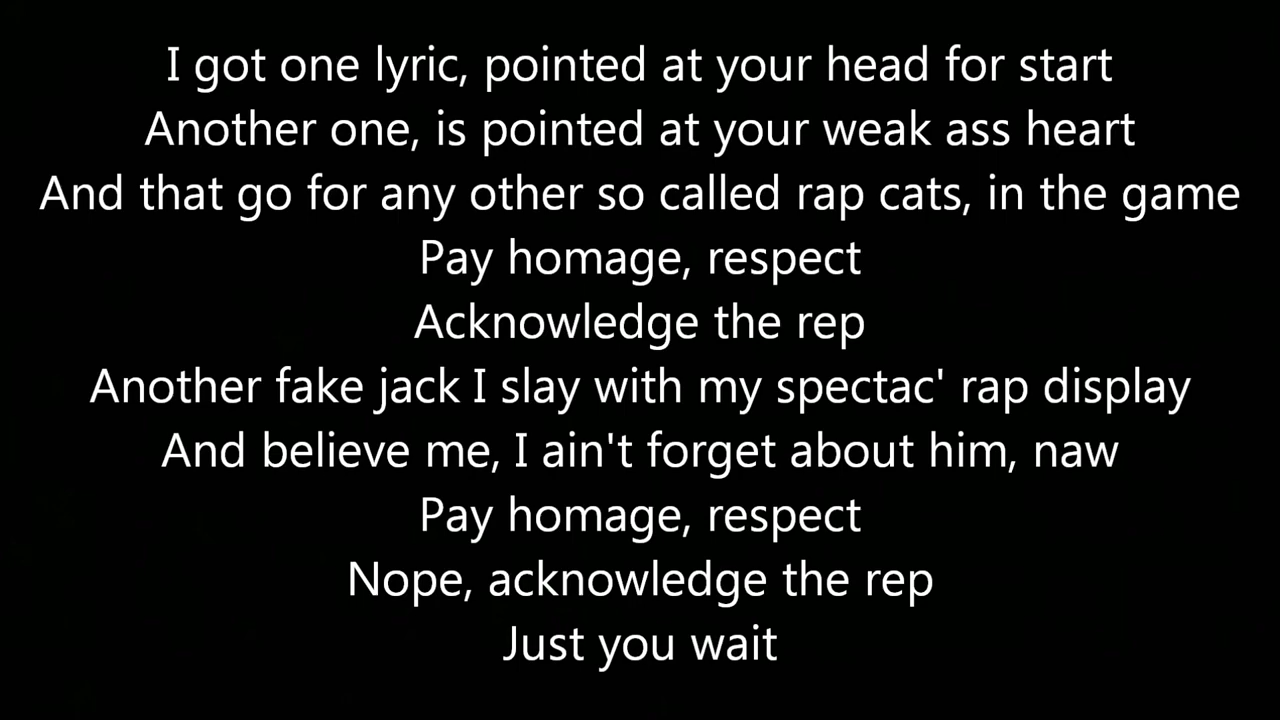 I got one lyric, pointed at your head for start
Another one, is pointed at your weak ass heart
And that go for any other so called rap cats, in the game
Pay homage, respect
Acknowledge the rep
Another fake jack I slay with my spectac' rap display
And believe me, I ain't forget about him, naw
Pay homage, respect
Nope, acknowledge the rep
Just you wait